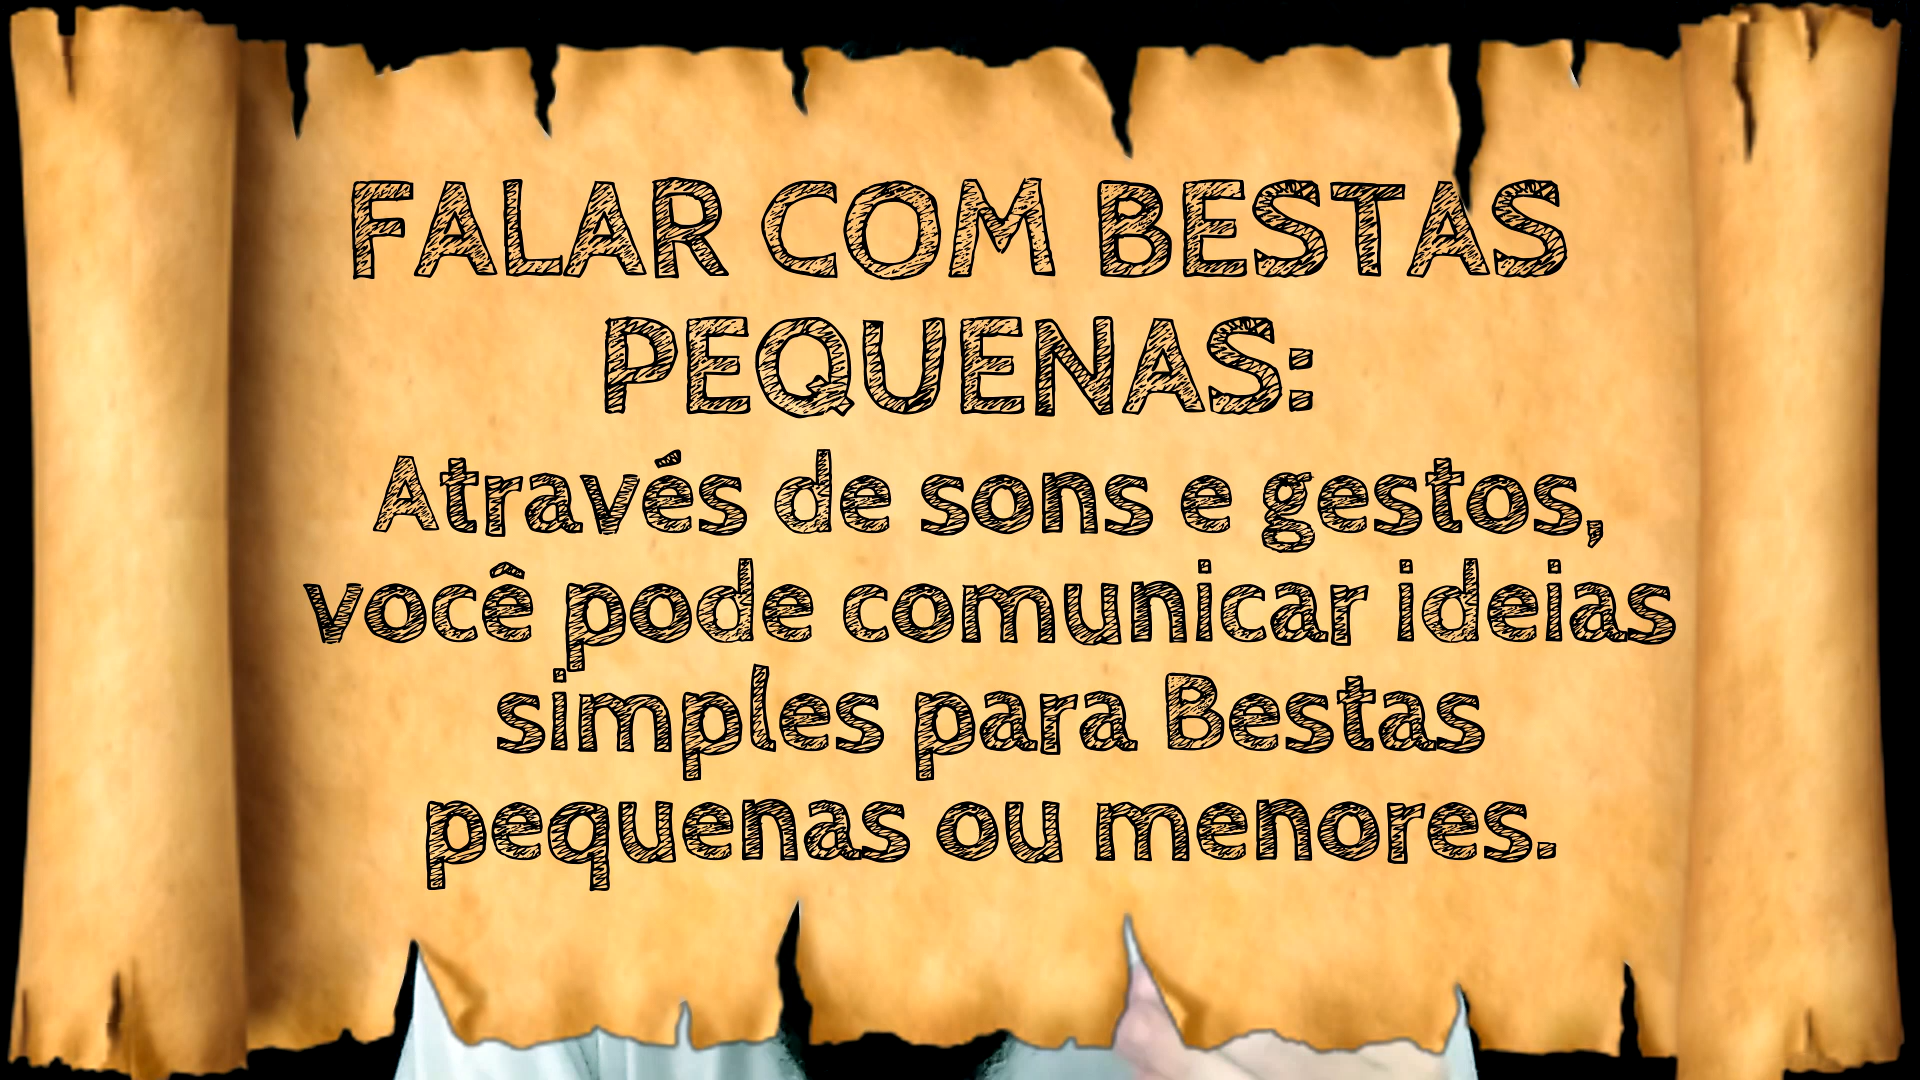 FALAR COM BESTAS
PEQUENAS:
Através de sons e gestos,
você pode comunicar ideias
simples para Bestas
pequenas ou menores.